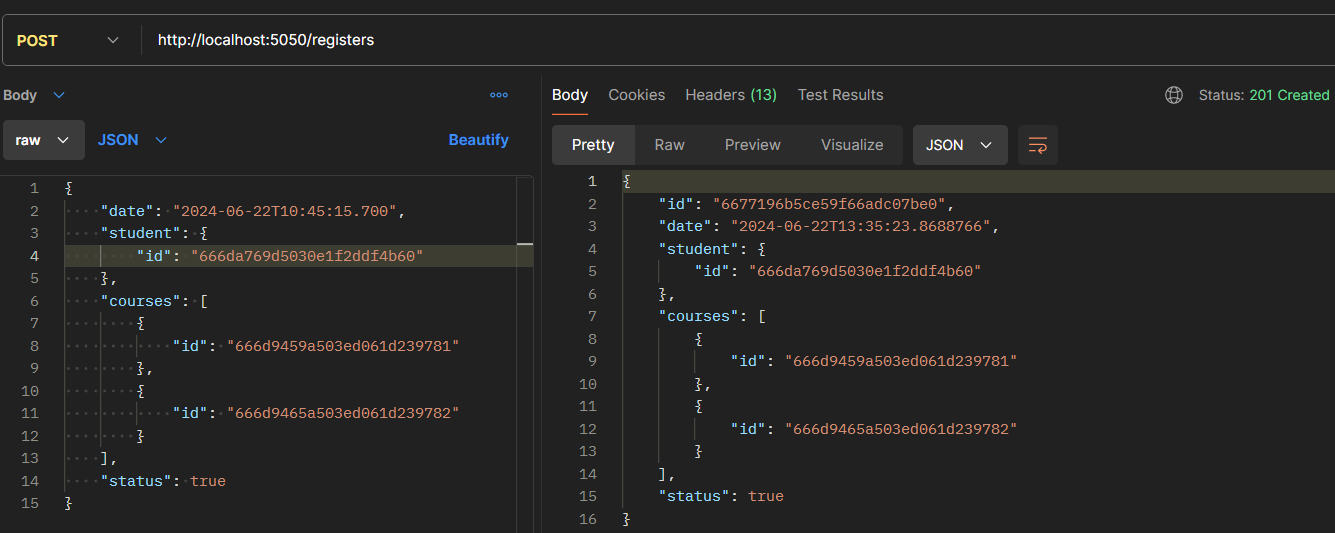 POST http://localhost:5050/registers
Body
raw JSON Beautify
1 {
2 "date": "2024-06-22T10:45:15.700",
3 "student": {
4 "id": "666da769d5030e1f2ddf4b60"
5 },
6 "courses": [
7 {
8 "id": "666d9459a503ed061d239781"
9 },
10 {
11 "id": "666d9465a503ed061d239782"
12 }
13 ],
14 "status": true
15 }
Body Cookies Headers (13) Test Results Status: 201 Created
Pretty Raw Preview Visualize JSON
1 {
2 "id": "6677196b5ce59f66adc07be0",
3 "date": "2024-06-22T13:35:23.8688766",
4 "student": {
5 "id": "666da769d5030e1f2ddf4b60"
6 },
7 "courses": [
8 {
9 "id": "666d9459a503ed061d239781"
10 },
11 {
12 "id": "666d9465a503ed061d239782"
13 }
14 ],
15 "status": true
16 }